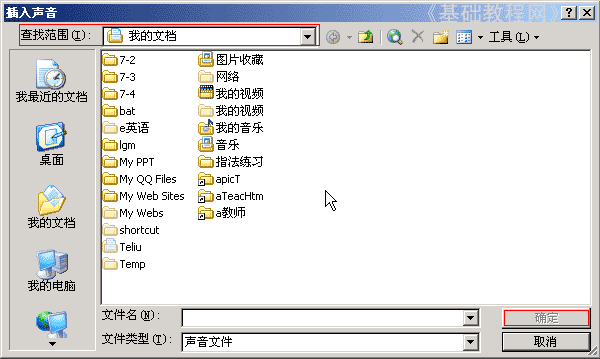 插入声音
《基础教程网》
查找范围(I):
我的文档
工具(L)
我最近的文档
桌面
我的文档
我的电脑
7-2
7-3
7-4
bat
e英语
lgm
My PPT
My QQ Files
My Web Sites
My Webs
shortcut
Teliu
Temp
图片收藏
网络
我的视频
我的视频
我的音乐
音乐
指法练习
apicT
aTeacHtm
a教师
文件名(N):
确定
文件类型(T):
声音文件
取消